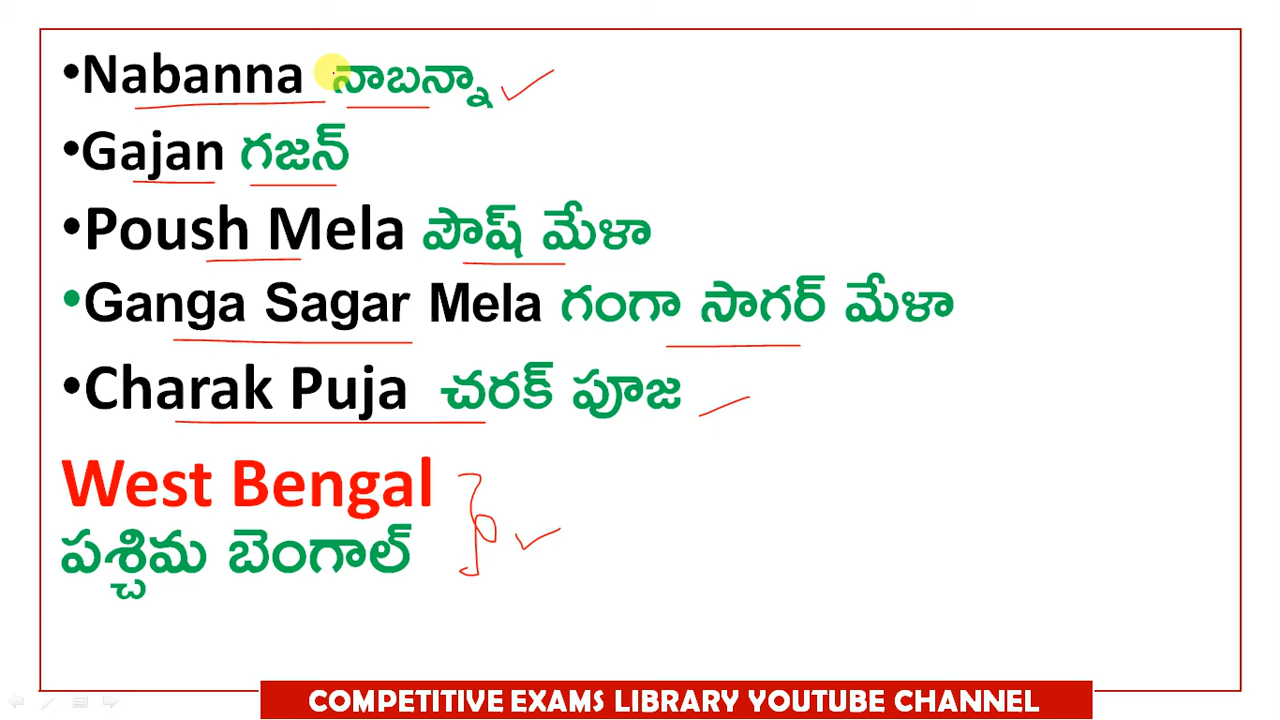 •Nabanna నాబన్నా
•Gajan గజన్
•Poush Mela పౌష్ మేళా
•Ganga Sagar Mela గంగా సాగర్ మేళా
•Charak Puja చరక్ పూజ
West Bengal
పశ్చిమ బెంగాల్
COMPETITIVE EXAMS LIBRARY YOUTUBE CHANNEL